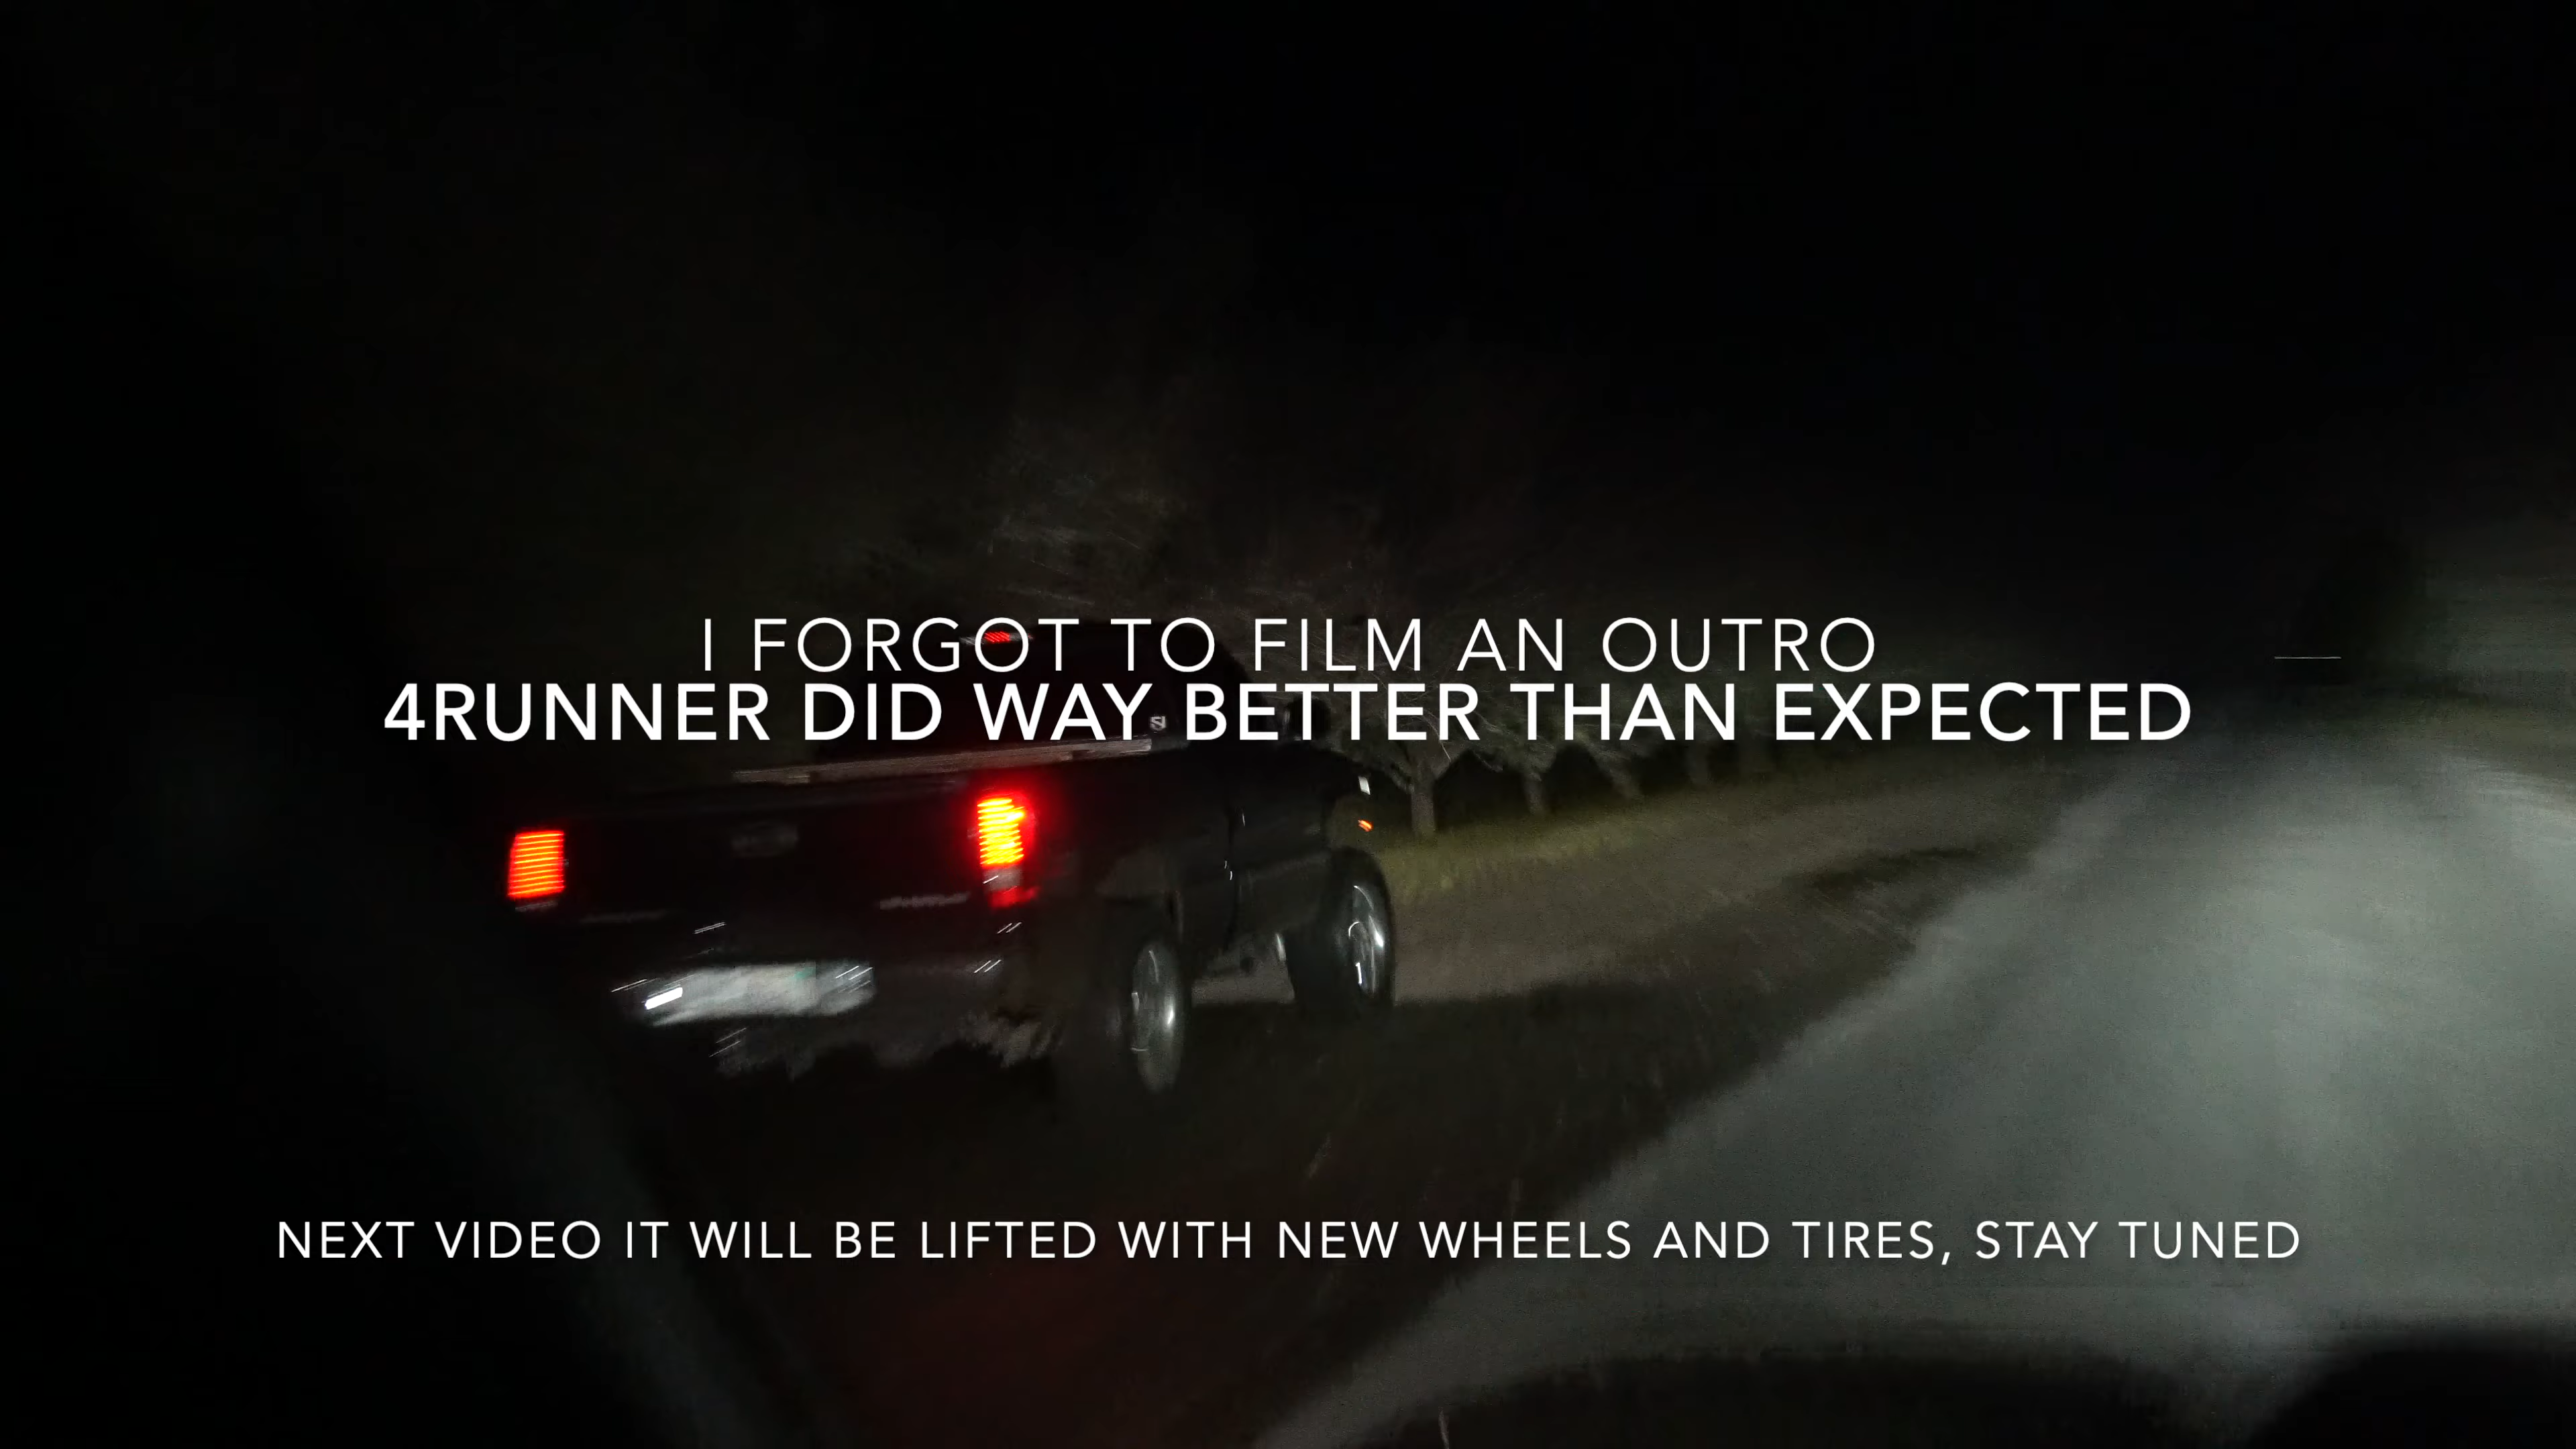 I FORGOT TO FILM AN OUTRO
4RUNNER DID WAY BETTER THAN EXPECTED
NEXT VIDEO IT WILL BE LIFTED WITH NEW WHEELS AND TIRES, STAY TUNED